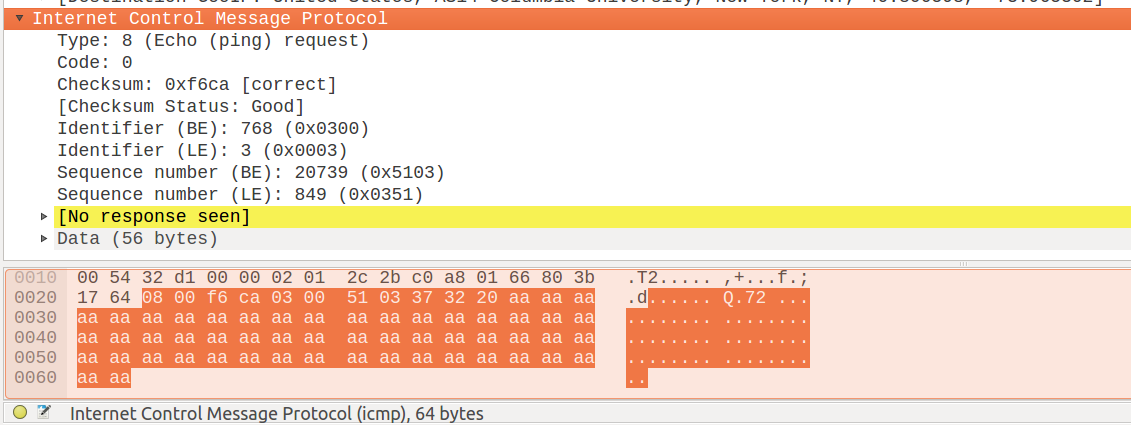 Internet Control Message Protocol
Type: 8 (Echo (ping) request)
Code: 0
Checksum: 0xf6ca [correct]
[Checksum Status: Good]
Identifier (BE): 768 (0x0300)
Identifier (LE): 3 (0x0003)
Sequence number (BE): 20739 (0x5103)
Sequence number (LE): 849 (0x0351)
[No response seen]
Data (56 bytes)
0010 00 54 32 d1 00 00 02 01 2c 2b c0 a8 01 66 80 3b .T2..... ,+...f.;
0020 17 64 08 00 f6 ca 03 00 51 03 37 32 20 aa aa aa .d...... Q.72 ...
0030 aa aa aa aa aa aa aa aa aa aa aa aa aa aa aa aa ........ ........
0040 aa aa aa aa aa aa aa aa aa aa aa aa aa aa aa aa ........ ........
0050 aa aa aa aa aa aa aa aa aa aa aa aa aa aa aa aa ........ ........
0060 aa aa ..
Internet Control Message Protocol (icmp), 64 bytes